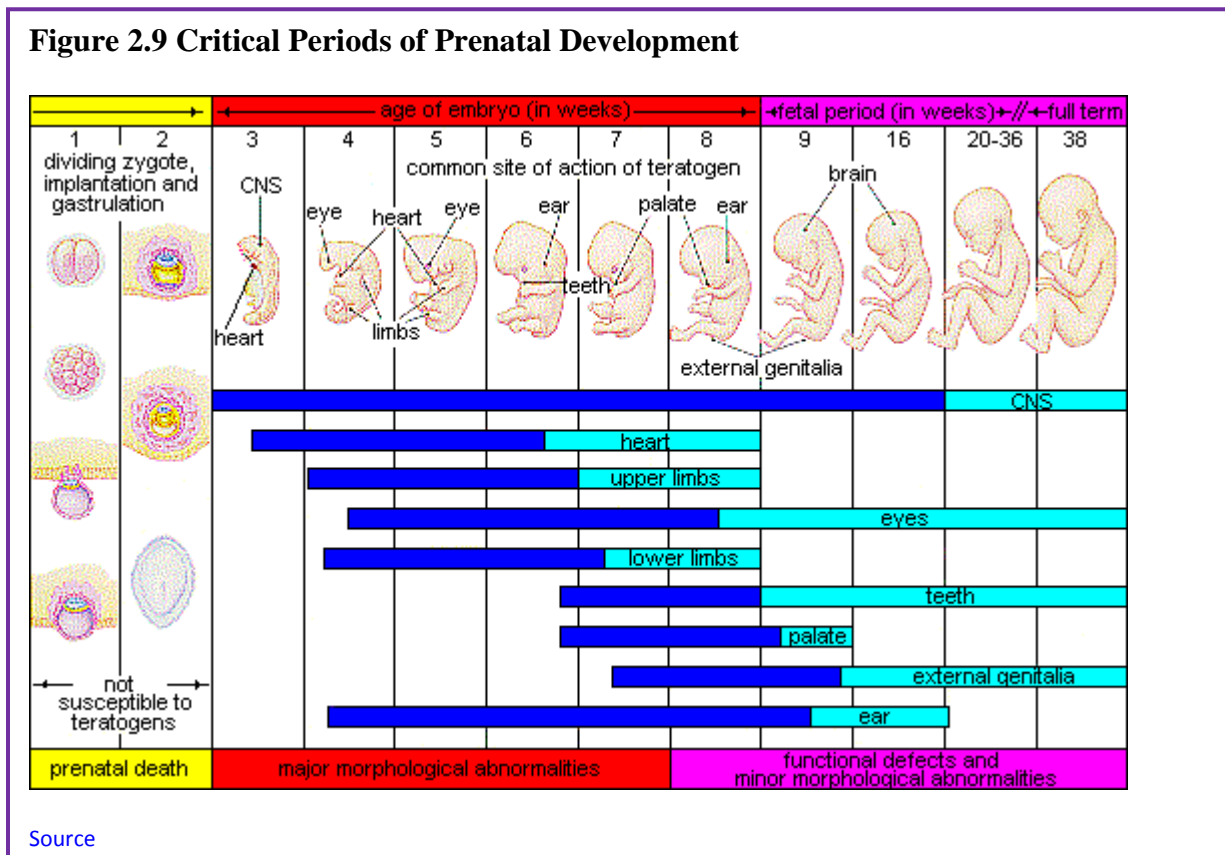 Figure 2.9 Critical Periods of Prenatal Development
age of embryo (in weeks)
fetal period (in weeks)
full term
1 2 3 4 5 6 7 8 9 16 20-36 38
dividing zygote,
implantation and
gastrulation
common site of action of teratogen
CNS
eye
heart
eye
ear
palate
ear
brain
heart
limbs
teeth
external genitalia
CNS
heart
upper limbs
eyes
lower limbs
teeth
palate
external genitalia
ear
not
susceptible to
teratogens
prenatal death
major morphological abnormalities
functional defects and
minor morphological abnormalities
Source